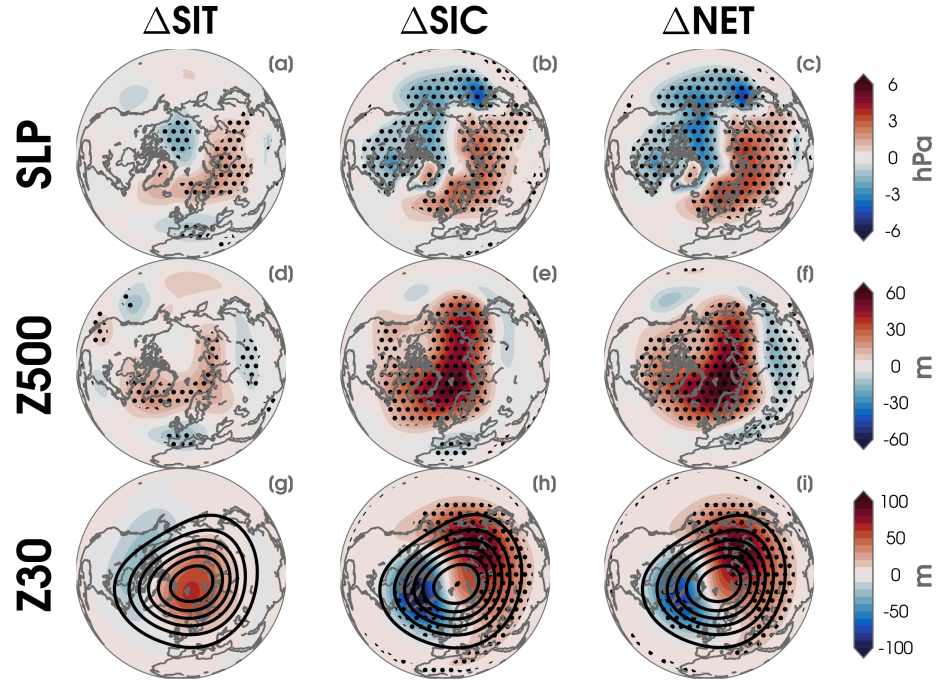 ΔSIT ΔSIC ΔNET
SLP (a) (b) (c) 6 3 0 -3 -6 hPa
Z500 (d) (e) (f) 60 30 0 -30 -60 m
Z30 (g) (h) (i) 100 50 0 -50 -100 m